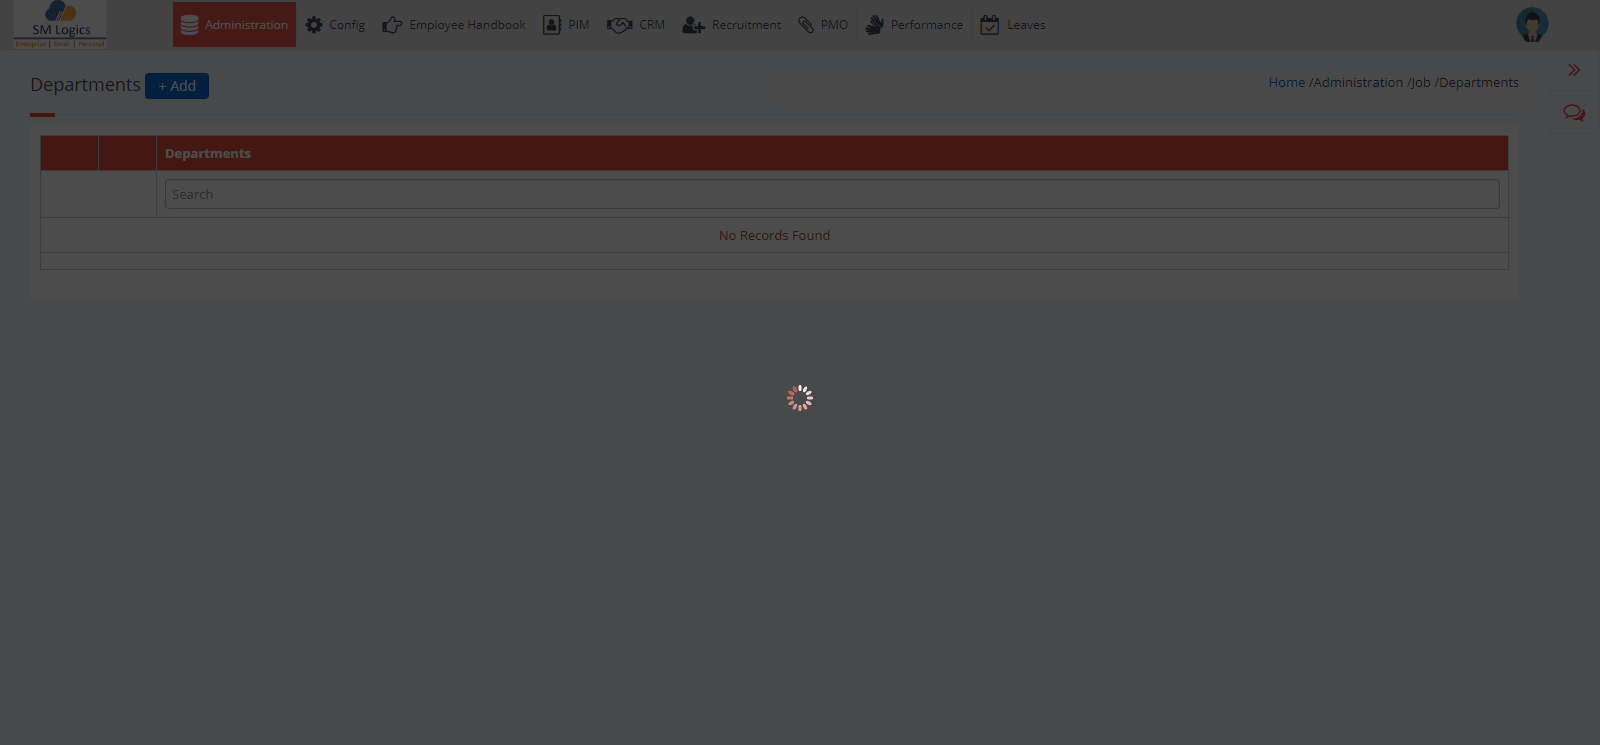 SM Logics
Enterprise | Small | Personal
Administration
Config
Employee Handbook
PIM
CRM
Recruitment
PMO
Performance
Leaves
Departments + Add
Home /Administration /Job /Departments
Departments
Search
No Records Found